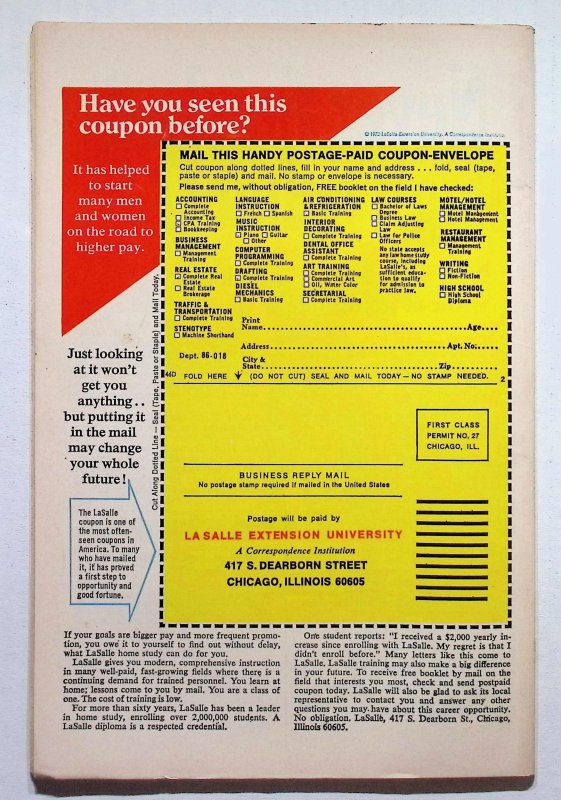 Have you seen this
coupon before?
© 1972 LaSalle Extension University, A Correspondence Institution
It has helped
to start
many men
and women
on the road to
higher pay.
MAIL THIS HANDY POSTAGE-PAID COUPON-ENVELOPE
Cut coupon along dotted lines, fill in your name and address . . . fold, seal (tape,
paste or staple) and mail. No stamp or envelope is necessary.
Please send me, without obligation, FREE booklet on the field I have checked:
ACCOUNTING
Complete
Accounting
Income Tax
CPA Training
Bookkeeping
BUSINESS
MANAGEMENT
Management
Training
REAL ESTATE
Complete Real
Estate
Real Estate
Brokerage
TRAFFIC &
TRANSPORTATION
Complete Training
STENOTYPE
Machine Shorthand
LANGUAGE
INSTRUCTION
French Spanish
MUSIC
INSTRUCTION
Piano Guitar
Other
COMPUTER
PROGRAMMING
Complete Training
DRAFTING
Complete Training
DIESEL
MECHANICS
Basic Training
AIR CONDITIONING
& REFRIGERATION
Basic Training
INTERIOR
DECORATING
Complete Training
DENTAL OFFICE
ASSISTANT
Complete Training
ART TRAINING
Complete Training
Commercial Art
Oil, Water Color
SECRETARIAL
Complete Training
LAW COURSES
Bachelor of Laws
Degree
Business Law
Claim Adjusting
Law
Law for Police
Officers
No state accepts
any law home study
course, including
LaSalle's, as
sufficient educa-
tion to qualify
for admission to
practice law.
MOTEL/HOTEL
MANAGEMENT
Motel Management
Hotel Management
RESTAURANT
MANAGEMENT
Management
Training
WRITING
Fiction
Non-Fiction
HIGH SCHOOL
High School
Diploma
Print
Name Age
Address Apt. No.
Dept. 86-018
City &
State Zip
46D FOLD HERE (DO NOT CUT) SEAL AND MAIL TODAY—NO STAMP NEEDED. 2
Cut Along Dotted Line — Seal (Tape, Paste or Staple) and Mail Today.
Just looking
at it won't
get you
anything . .
but putting it
in the mail
may change
your whole
future!
The LaSalle
coupon is one of
the most often-
seen coupons in
America. To many
who have mailed
it, it has proved
a first step to
opportunity and
good fortune.
FIRST CLASS
PERMIT NO. 27
CHICAGO, ILL.
BUSINESS REPLY MAIL
No postage stamp required if mailed in the United States
Postage will be paid by
LA SALLE EXTENSION UNIVERSITY
A Correspondence Institution
417 S. DEARBORN STREET
CHICAGO, ILLINOIS 60605
If your goals are bigger pay and more frequent promo-
tion, you owe it to yourself to find out without delay,
what LaSalle home study can do for you.
LaSalle gives you modern, comprehensive instruction
in many well-paid, fast-growing fields where there is a
continuing demand for trained personnel. You learn at
home; lessons come to you by mail. You are a class of
one. The cost of training is low.
For more than sixty years, LaSalle has been a leader
in home study, enrolling over 2,000,000 students. A
LaSalle diploma is a respected credential.
One student reports: "I received a $2,000 yearly in-
crease since enrolling with LaSalle. My regret is that I
didn't enroll before." Many letters like this come to
LaSalle. LaSalle training may also make a big difference
in your future. To receive free booklet by mail on the
field that interests you most, check and send postpaid
coupon today. LaSalle will also be glad to ask its local
representative to contact you and answer any other
questions you may have about this career opportunity.
No obligation. LaSalle, 417 S. Dearborn St., Chicago,
Illinois 60605.